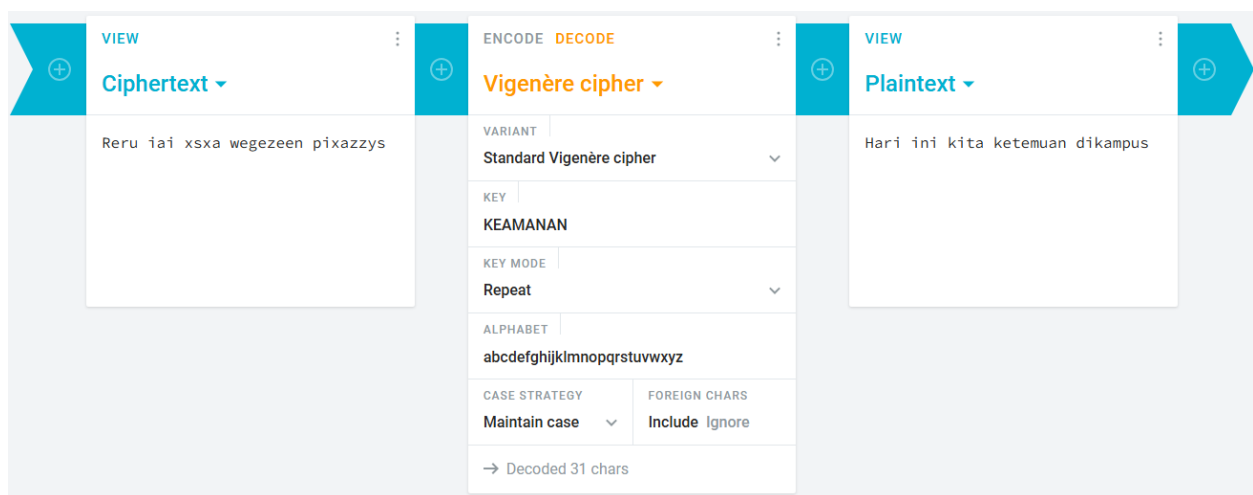 VIEW
Ciphertext
Reru iai xsxa wegezeen pixazzys
ENCODE DECODE
Vigenère cipher
VARIANT
Standard Vigenère cipher
KEY
KEAMANAN
KEY MODE
Repeat
ALPHABET
abcdefghijklmnopqrstuvwxyz
CASE STRATEGY
Maintain case
FOREIGN CHARS
Include Ignore
→ Decoded 31 chars
VIEW
Plaintext
Hari ini kita ketemuan dikampus